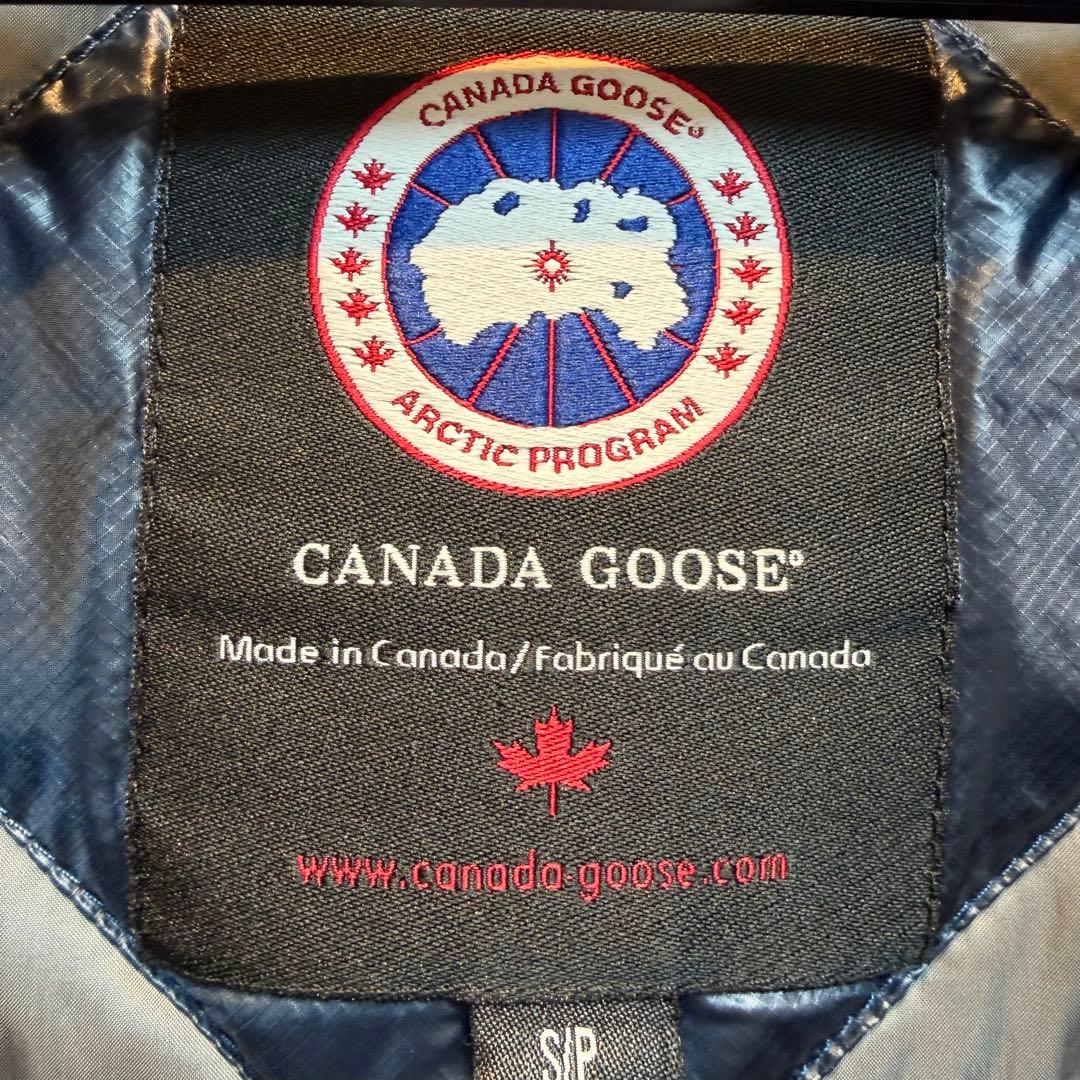 CANADA GOOSE®
ARCTIC PROGRAM
CANADA GOOSE®
Made in Canada/Fabriqué au Canada
www.canada-goose.com
S/P